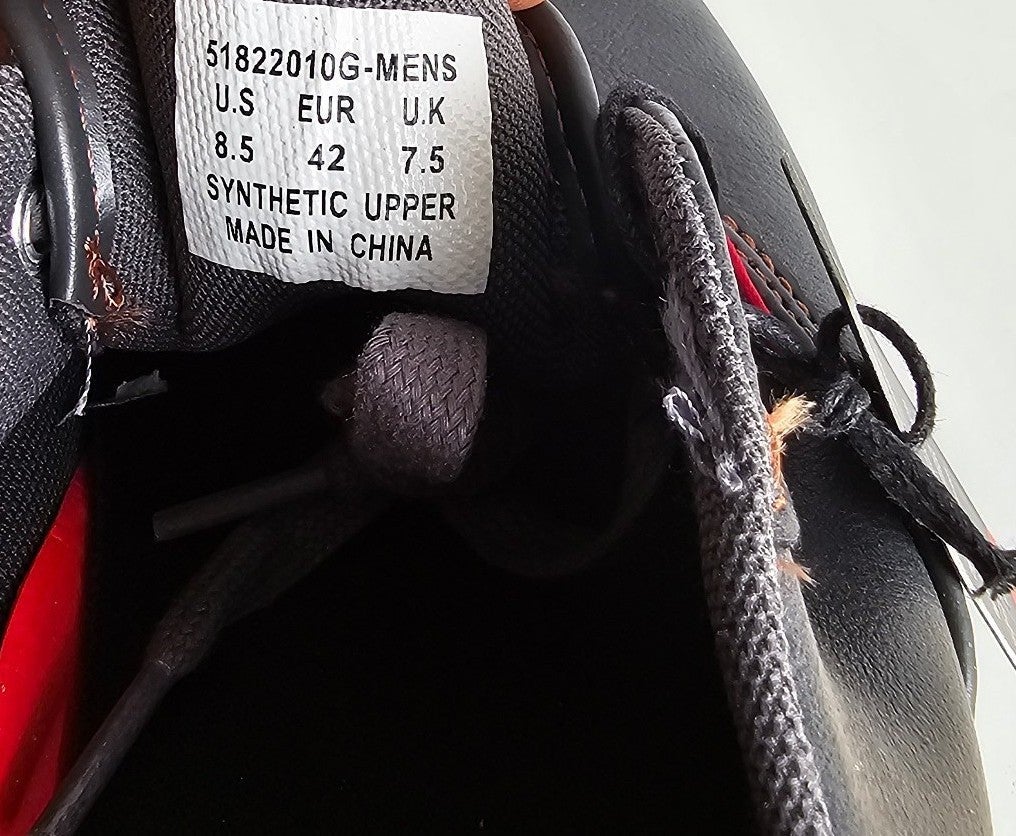 51822010G-MENS
U.S EUR U.K
8.5 42 7.5
SYNTHETIC UPPER
MADE IN CHINA